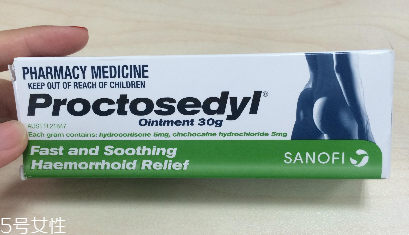 PHARMACY MEDICINE
KEEP OUT OF REACH OF CHILDREN
Proctosedyl®
Ointment 30g
Each gram contains: hydrocortisone 5mg, cinchocaine hydrochloride 5mg
Fast and Soothing
Haemorrhoid Relief
SANOFI
5号女性